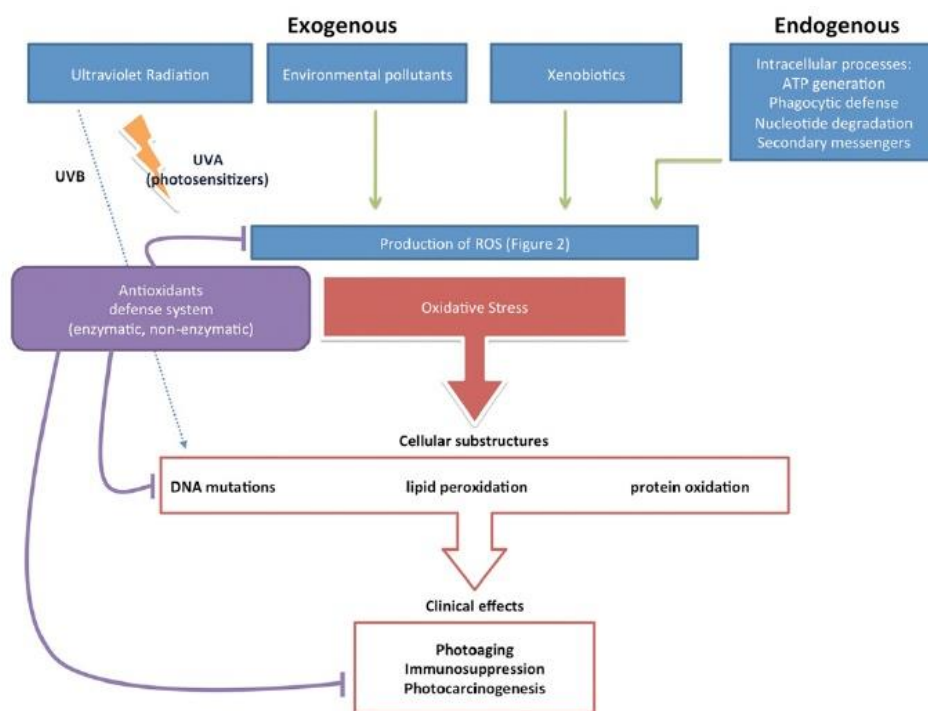 Exogenous
Endogenous
Ultraviolet Radiation
Environmental pollutants
Xenobiotics
Intracellular processes:
ATP generation
Phagocytic defense
Nucleotide degradation
Secondary messengers
UVB
UVA
(photosensitizers)
Production of ROS (Figure 2)
Antioxidants
defense system
(enzymatic, non-enzymatic)
Oxidative Stress
Cellular substructures
DNA mutations
lipid peroxidation
protein oxidation
Clinical effects
Photoaging
Immunosuppression
Photocarcinogenesis